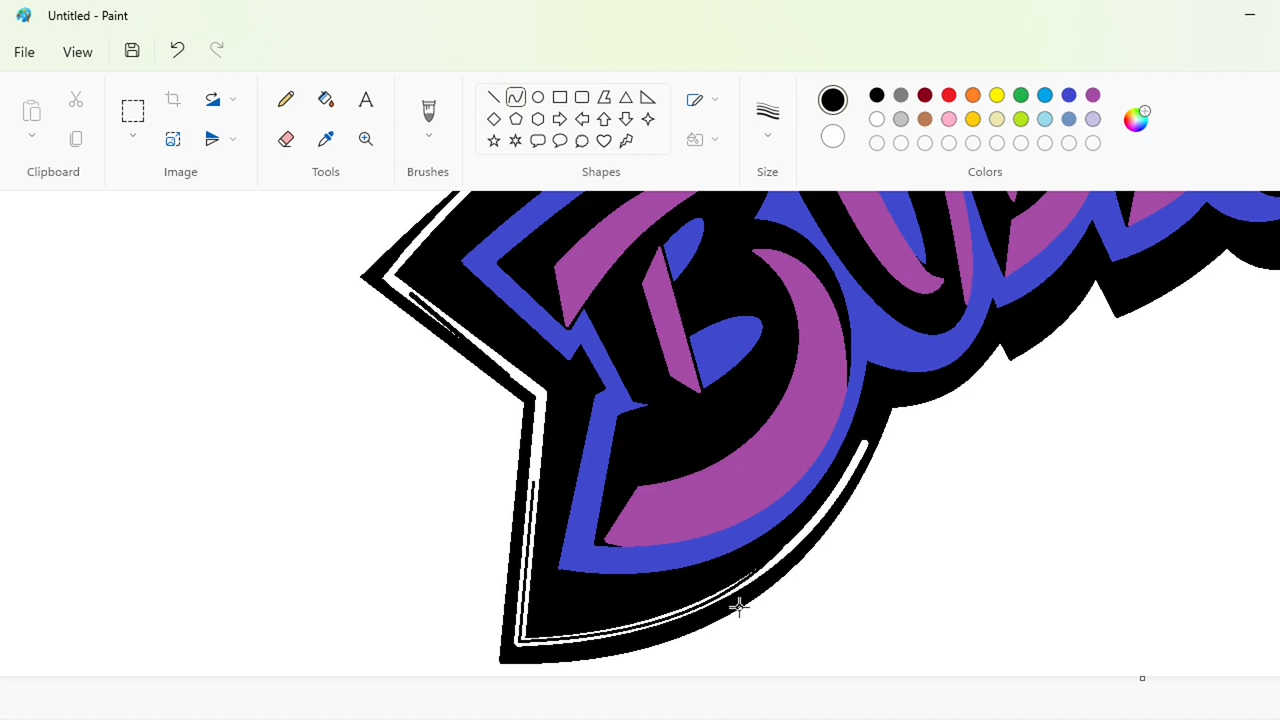 Untitled - Paint
File View
Clipboard Image Tools Brushes Shapes Size Colors